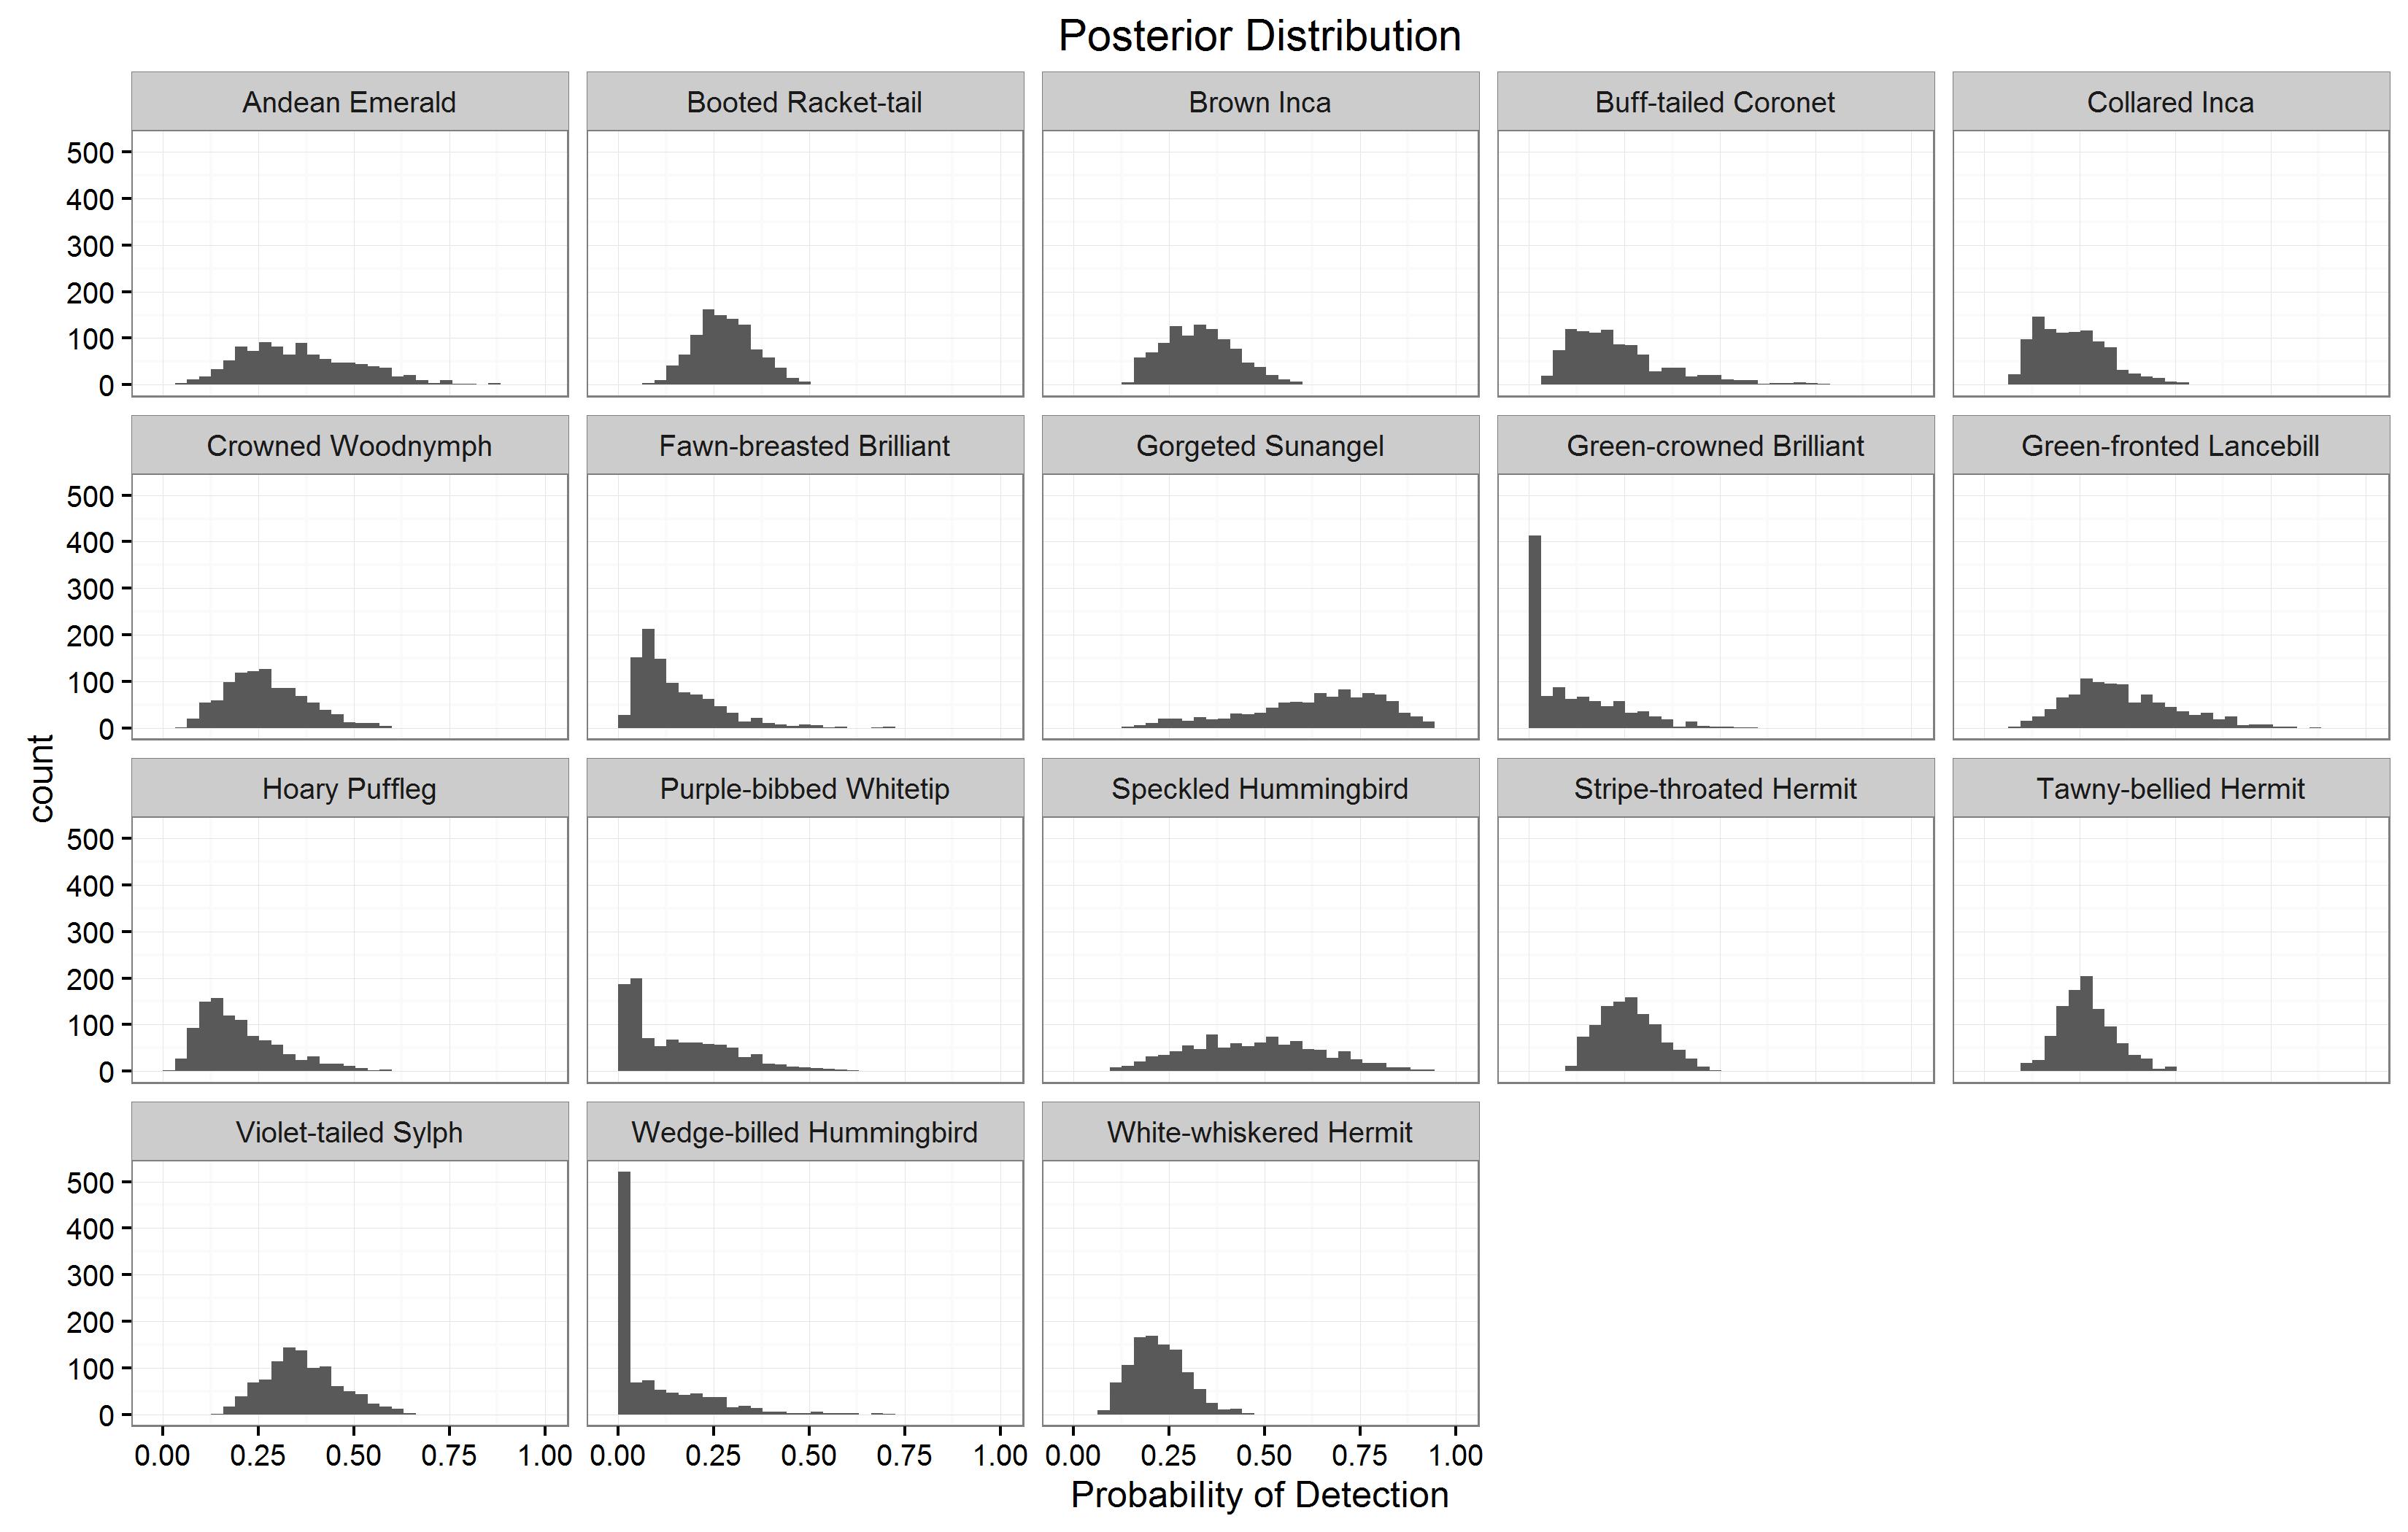 Posterior Distribution
Andean Emerald
Booted Racket-tail
Brown Inca
Buff-tailed Coronet
Collared Inca
500
400
300
200
100
0
Crowned Woodnymph
Fawn-breasted Brilliant
Gorgeted Sunangel
Green-crowned Brilliant
Green-fronted Lancebill
500
400
300
200
100
0
count
Hoary Puffleg
Purple-bibbed Whitetip
Speckled Hummingbird
Stripe-throated Hermit
Tawny-bellied Hermit
500
400
300
200
100
0
Violet-tailed Sylph
Wedge-billed Hummingbird
White-whiskered Hermit
500
400
300
200
100
0
0.00 0.25 0.50 0.75 1.00
0.00 0.25 0.50 0.75 1.00
0.00 0.25 0.50 0.75 1.00
Probability of Detection